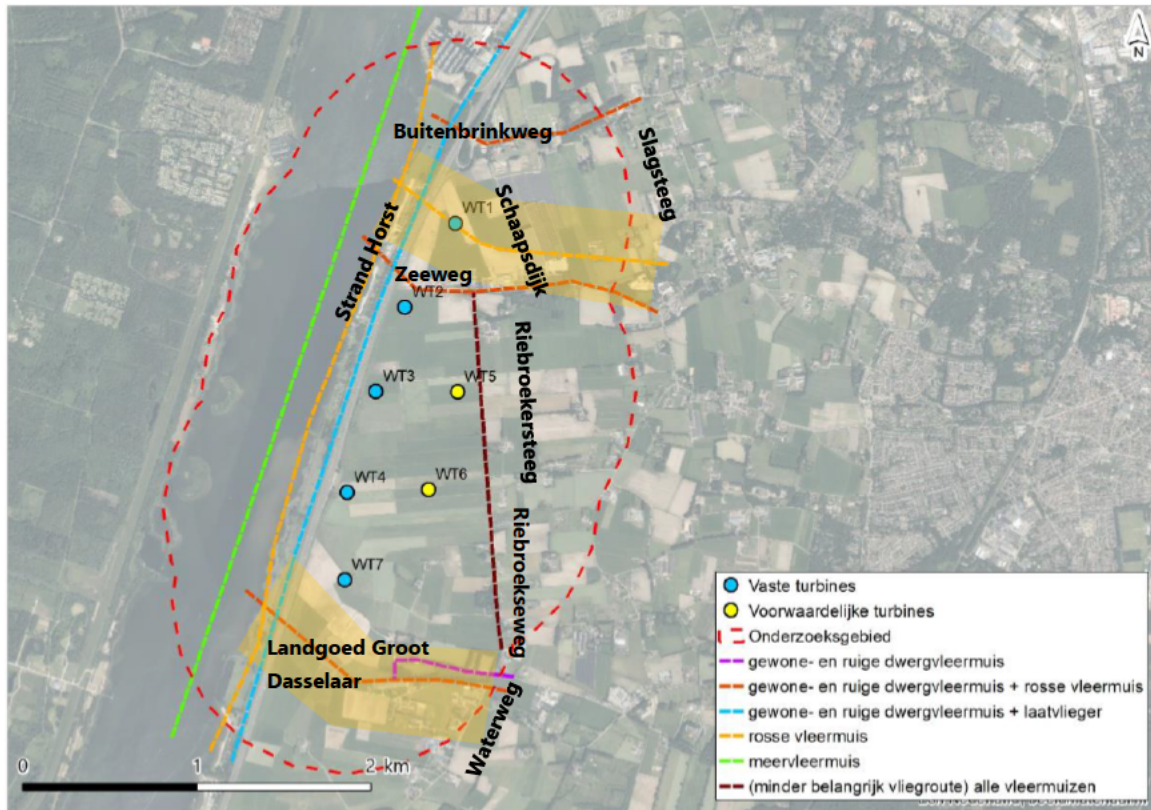 N
Buitenbrinkweg
Slagsteeg
WT1
Schaapsdijk
Strand Horst
Zeeweg
WT2
Riebroekersteeg
WT3
WT5
WT4
WT6
Riebroekseweg
WT7
Landgoed Groot
Dasselaar
Waterweg
0 1 2 km
Vaste turbines
Voorwaardelijke turbines
Onderzoeksgebied
gewone- en ruige dwergvleermuis
gewone- en ruige dwergvleermuis + rosse vleermuis
gewone- en ruige dwergvleermuis + laatvlieger
rosse vleermuis
meervleermuis
(minder belangrijk vliegroute) alle vleermuizen